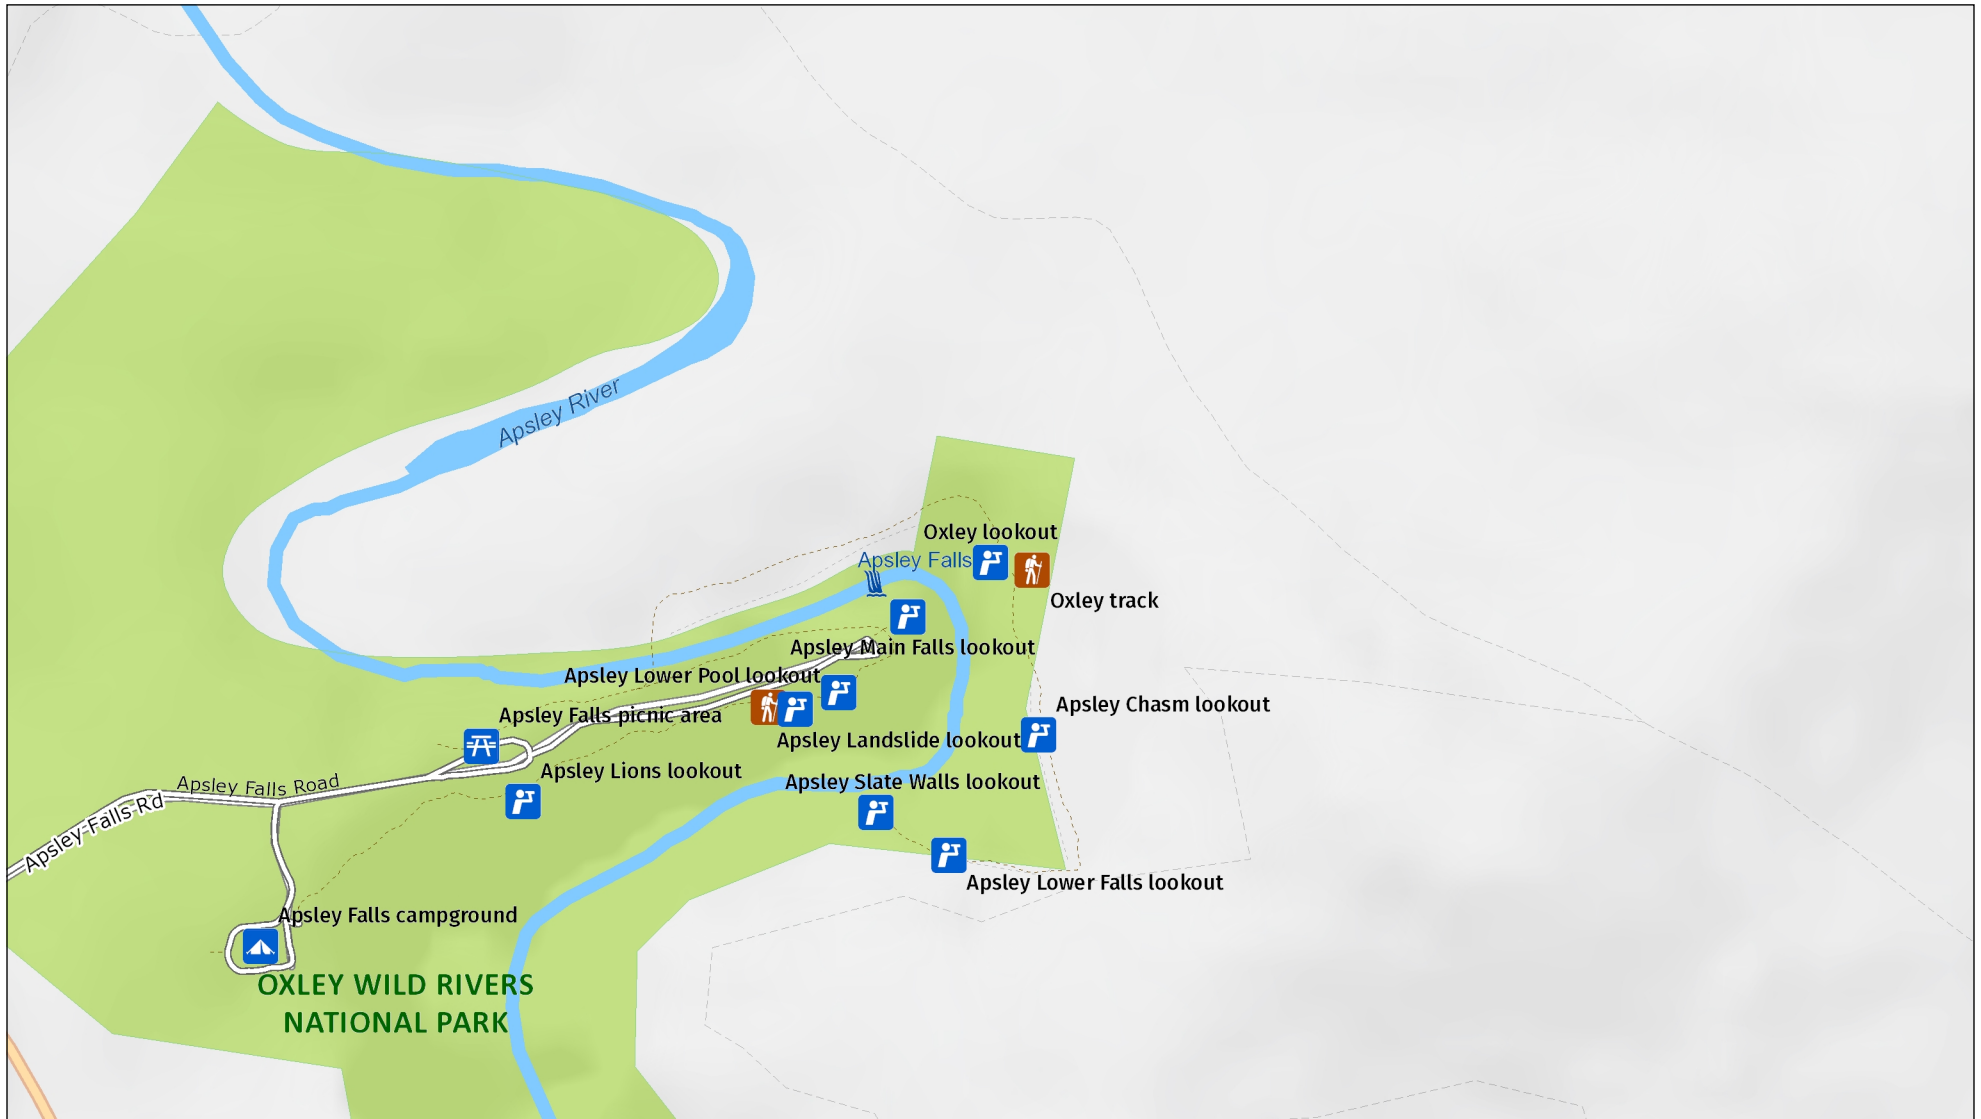 Apsley River
Oxley lookout
Apsley Falls
Oxley track
Apsley Main Falls lookout
Apsley Lower Pool lookout
Apsley Chasm lookout
Apsley Falls picnic area
Apsley Landslide lookout
Apsley Lions lookout
Apsley Slate Walls lookout
Apsley Falls Road
Apsley-Falls Rd
Apsley Lower Falls lookout
Apsley Falls campground
OXLEY WILD RIVERS
NATIONAL PARK